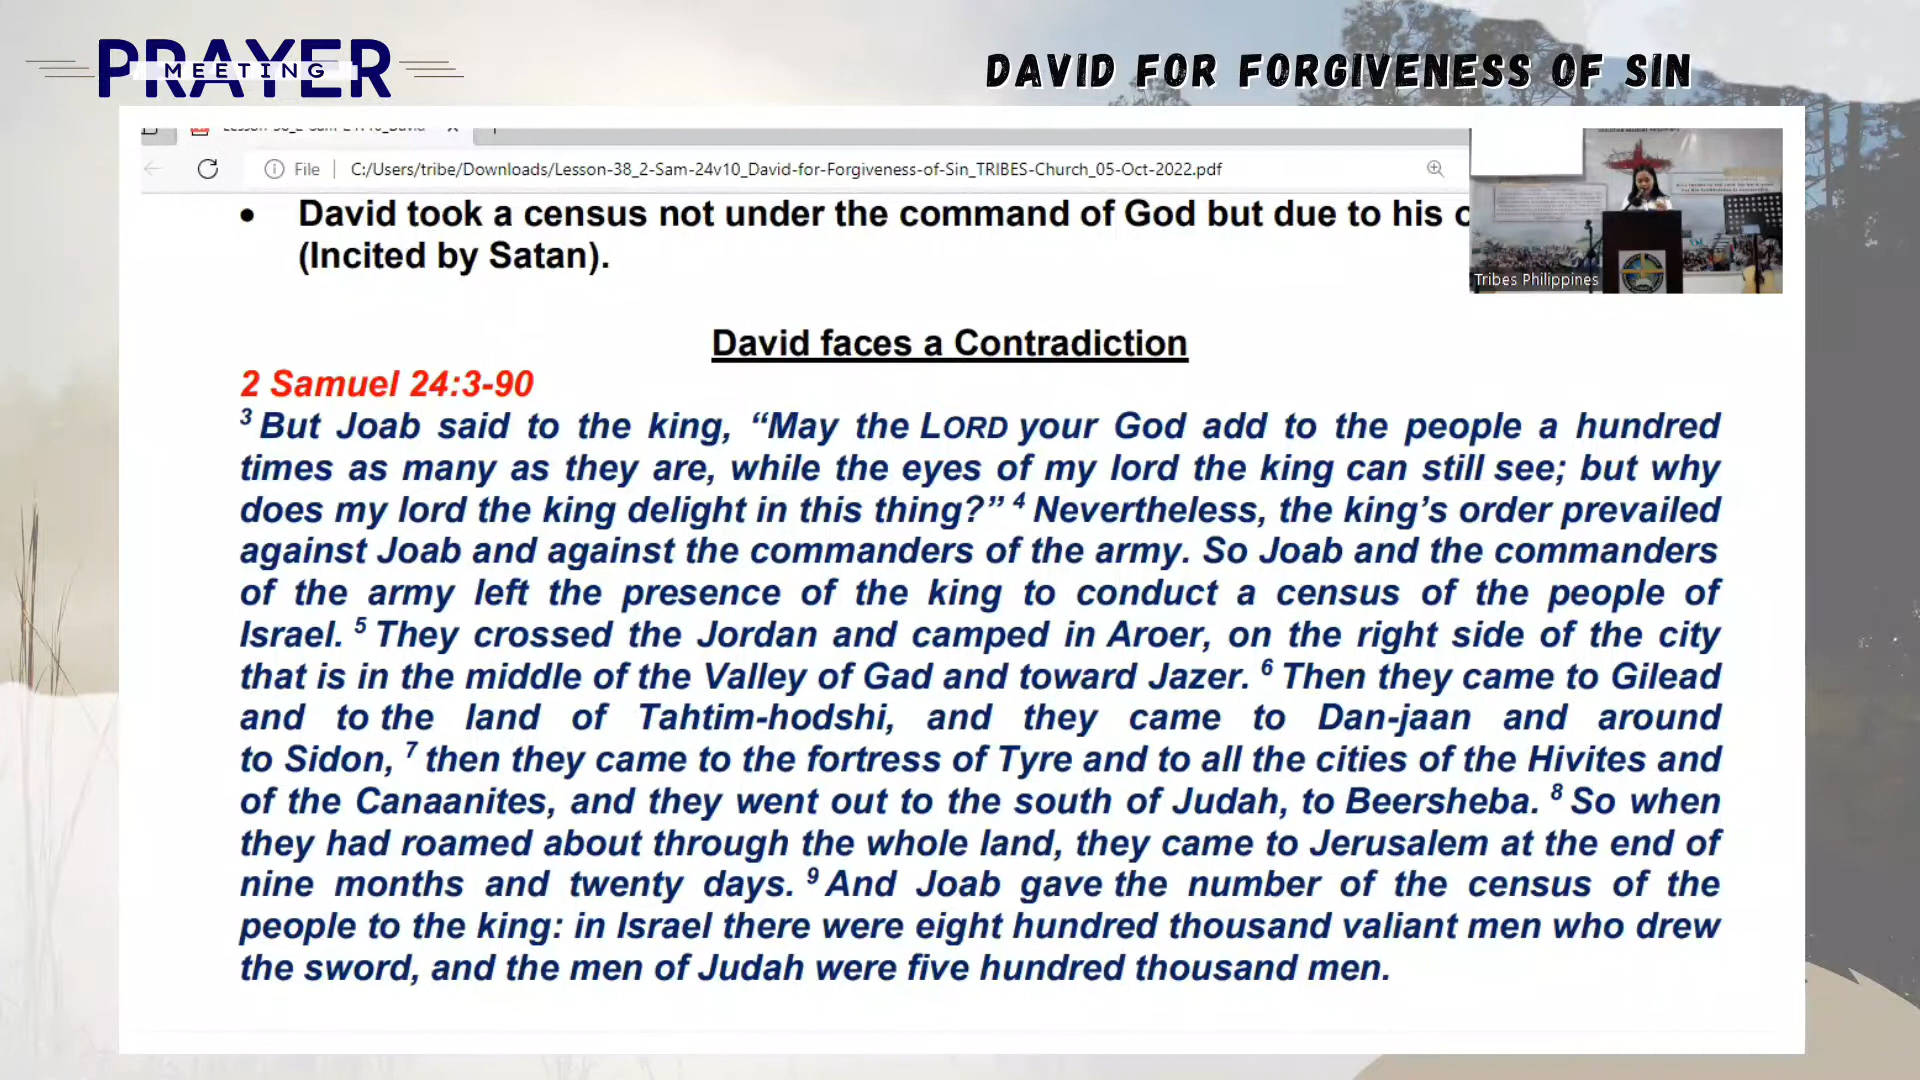 PRAYER
MEETING
DAVID FOR FORGIVENESS OF SIN
File
C:/Users/tribe/Downloads/Lesson-38_2-Sam-24v10_David-for-Forgiveness-of-Sin_TRIBES-Church_05-Oct-2022.pdf
• David took a census not under the command of God but due to his
(Incited by Satan).
Tribes Philippines
David faces a Contradiction
2 Samuel 24:3-90
3 But Joab said to the king, “May the LORD your God add to the people a hundred
times as many as they are, while the eyes of my lord the king can still see; but why
does my lord the king delight in this thing?” 4 Nevertheless, the king’s order prevailed
against Joab and against the commanders of the army. So Joab and the commanders
of the army left the presence of the king to conduct a census of the people of
Israel. 5 They crossed the Jordan and camped in Aroer, on the right side of the city
that is in the middle of the Valley of Gad and toward Jazer. 6 Then they came to Gilead
and to the land of Tahtim-hodshi, and they came to Dan-jaan and around
to Sidon, 7 then they came to the fortress of Tyre and to all the cities of the Hivites and
of the Canaanites, and they went out to the south of Judah, to Beersheba. 8 So when
they had roamed about through the whole land, they came to Jerusalem at the end of
nine months and twenty days. 9 And Joab gave the number of the census of the
people to the king: in Israel there were eight hundred thousand valiant men who drew
the sword, and the men of Judah were five hundred thousand men.